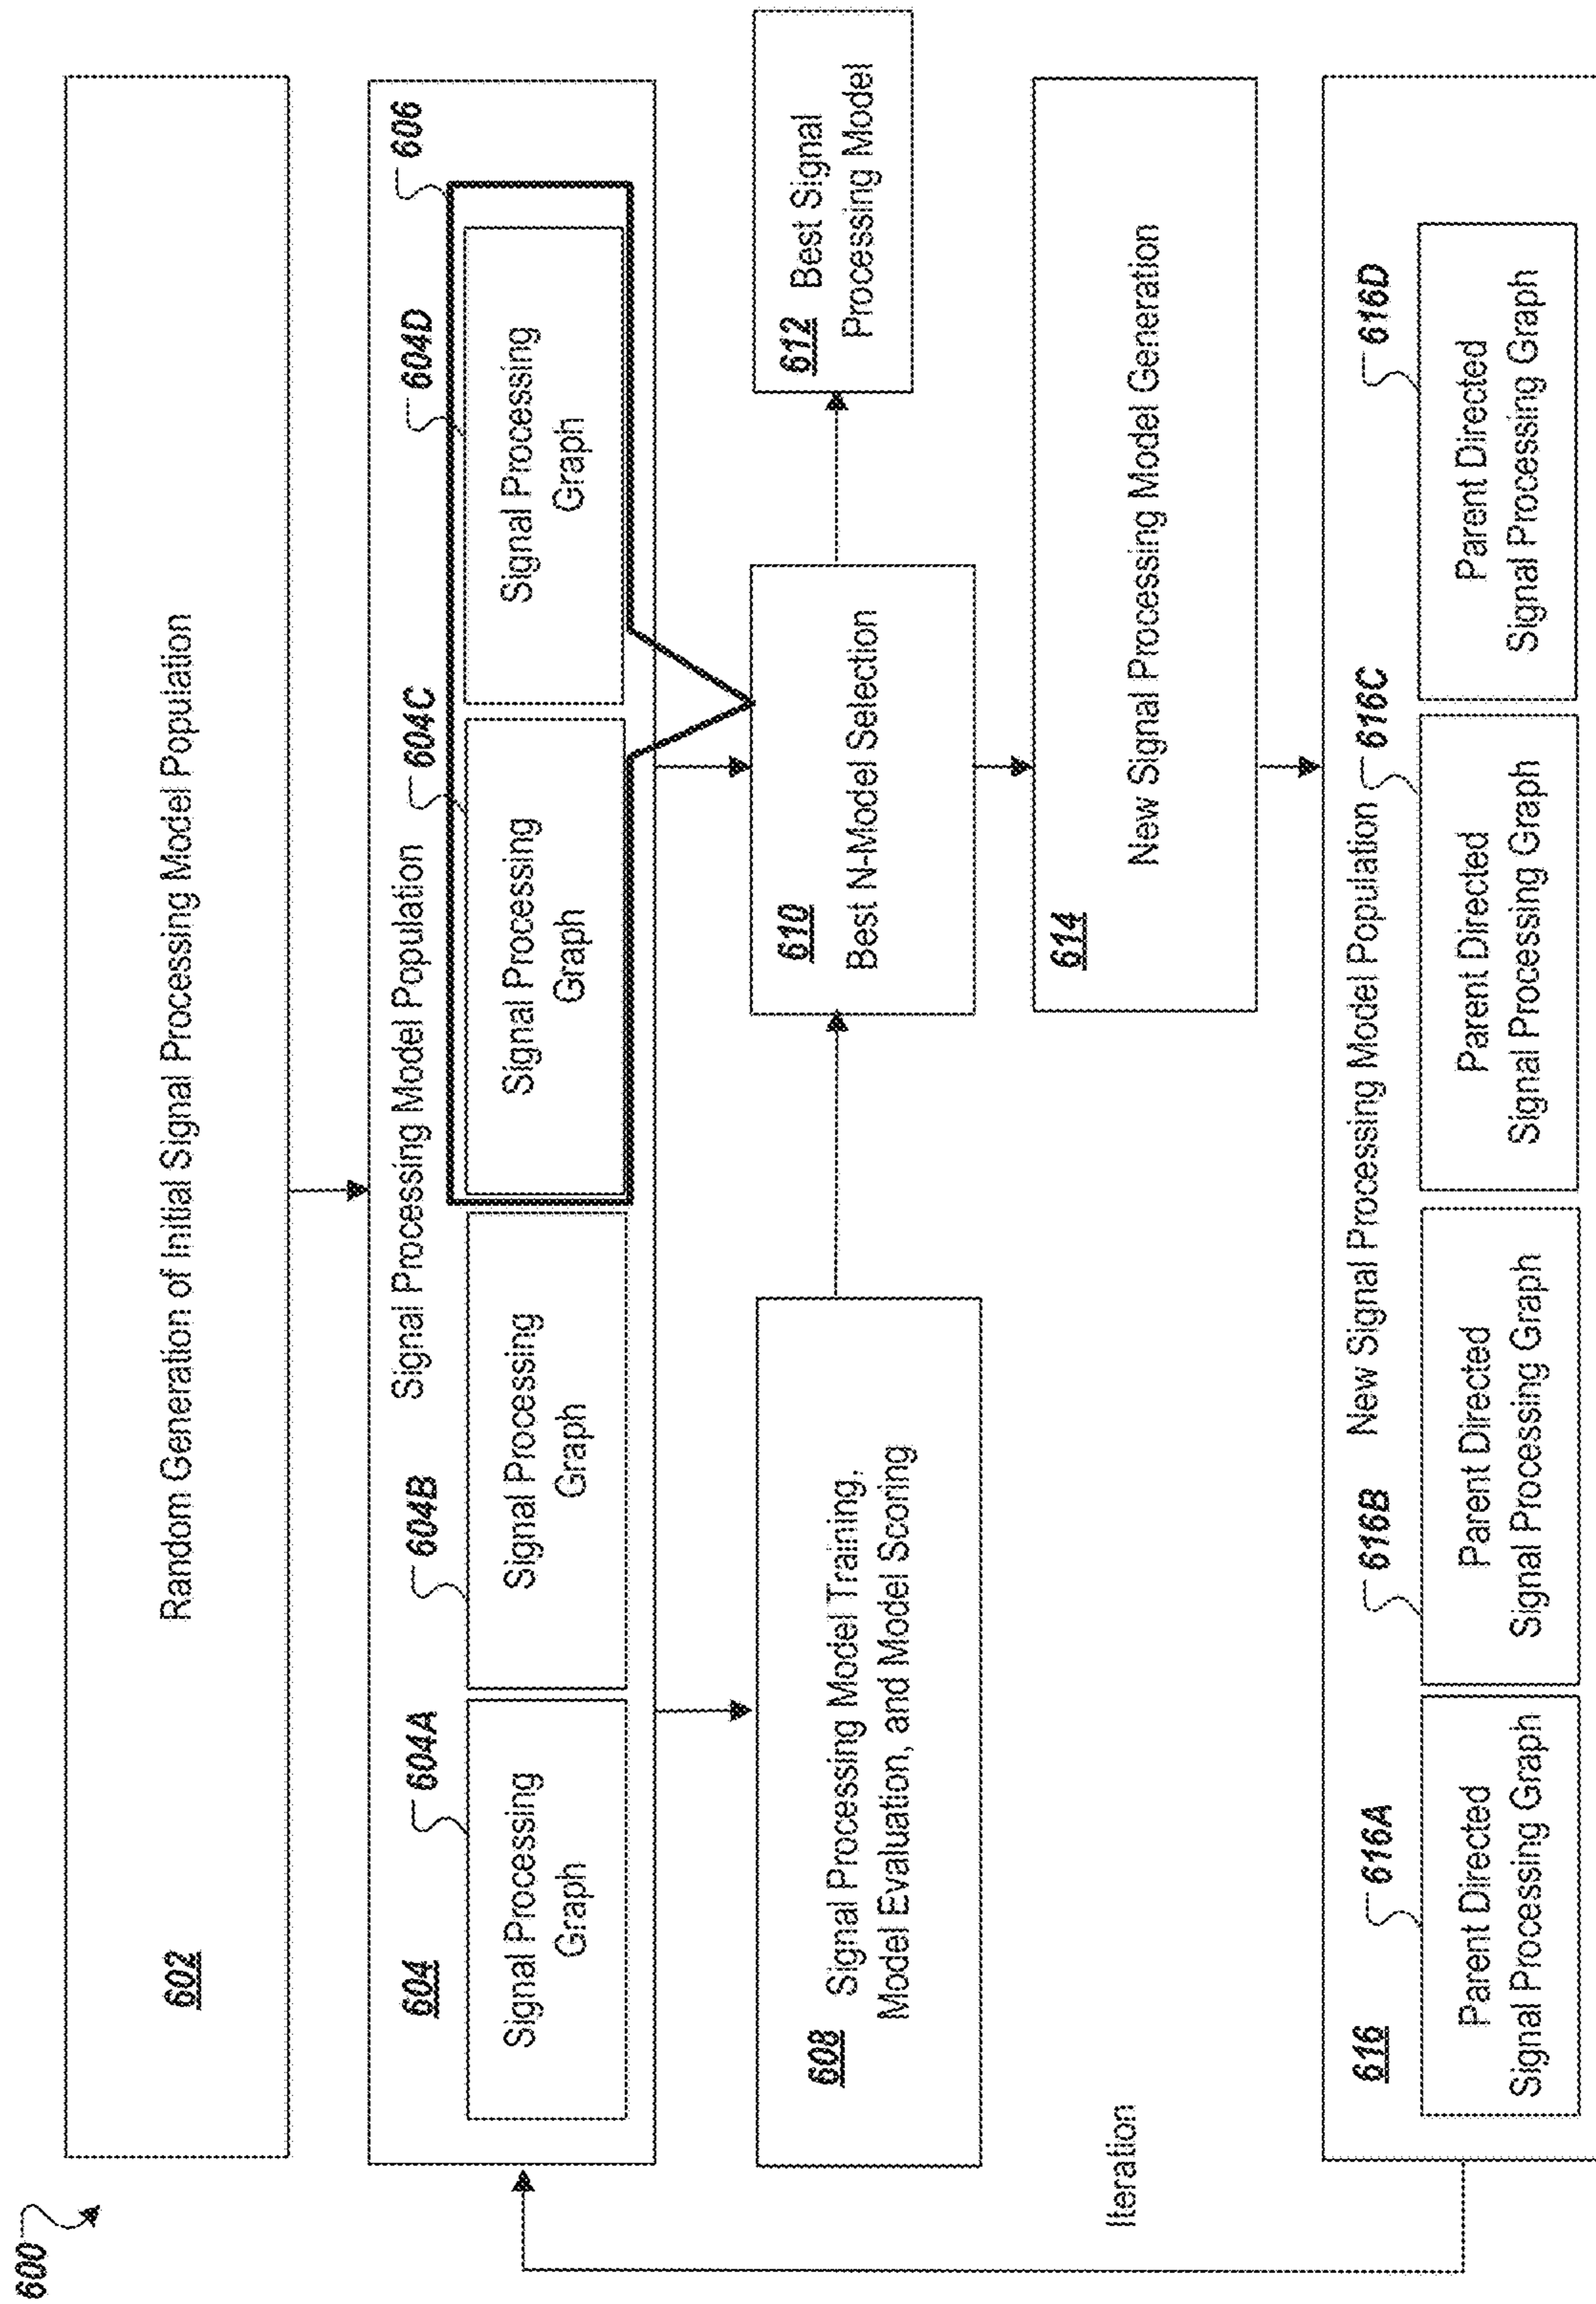 600
602
Random Generation of Initial Signal Processing Model Population
604
Signal Processing Model Population
606
604A
604B
604C
604D
Signal Processing
Graph
Signal Processing
Graph
Signal Processing
Graph
Signal Processing
Graph
608 Signal Processing Model Training,
Model Evaluation, and Model Scoring
610
Best N-Model Selection
612 Best Signal
Processing Model
614
New Signal Processing Model Generation
Iteration
616
New Signal Processing Model Population
616A
616B
616C
616D
Parent Directed
Signal Processing Graph
Parent Directed
Signal Processing Graph
Parent Directed
Signal Processing Graph
Parent Directed
Signal Processing Graph